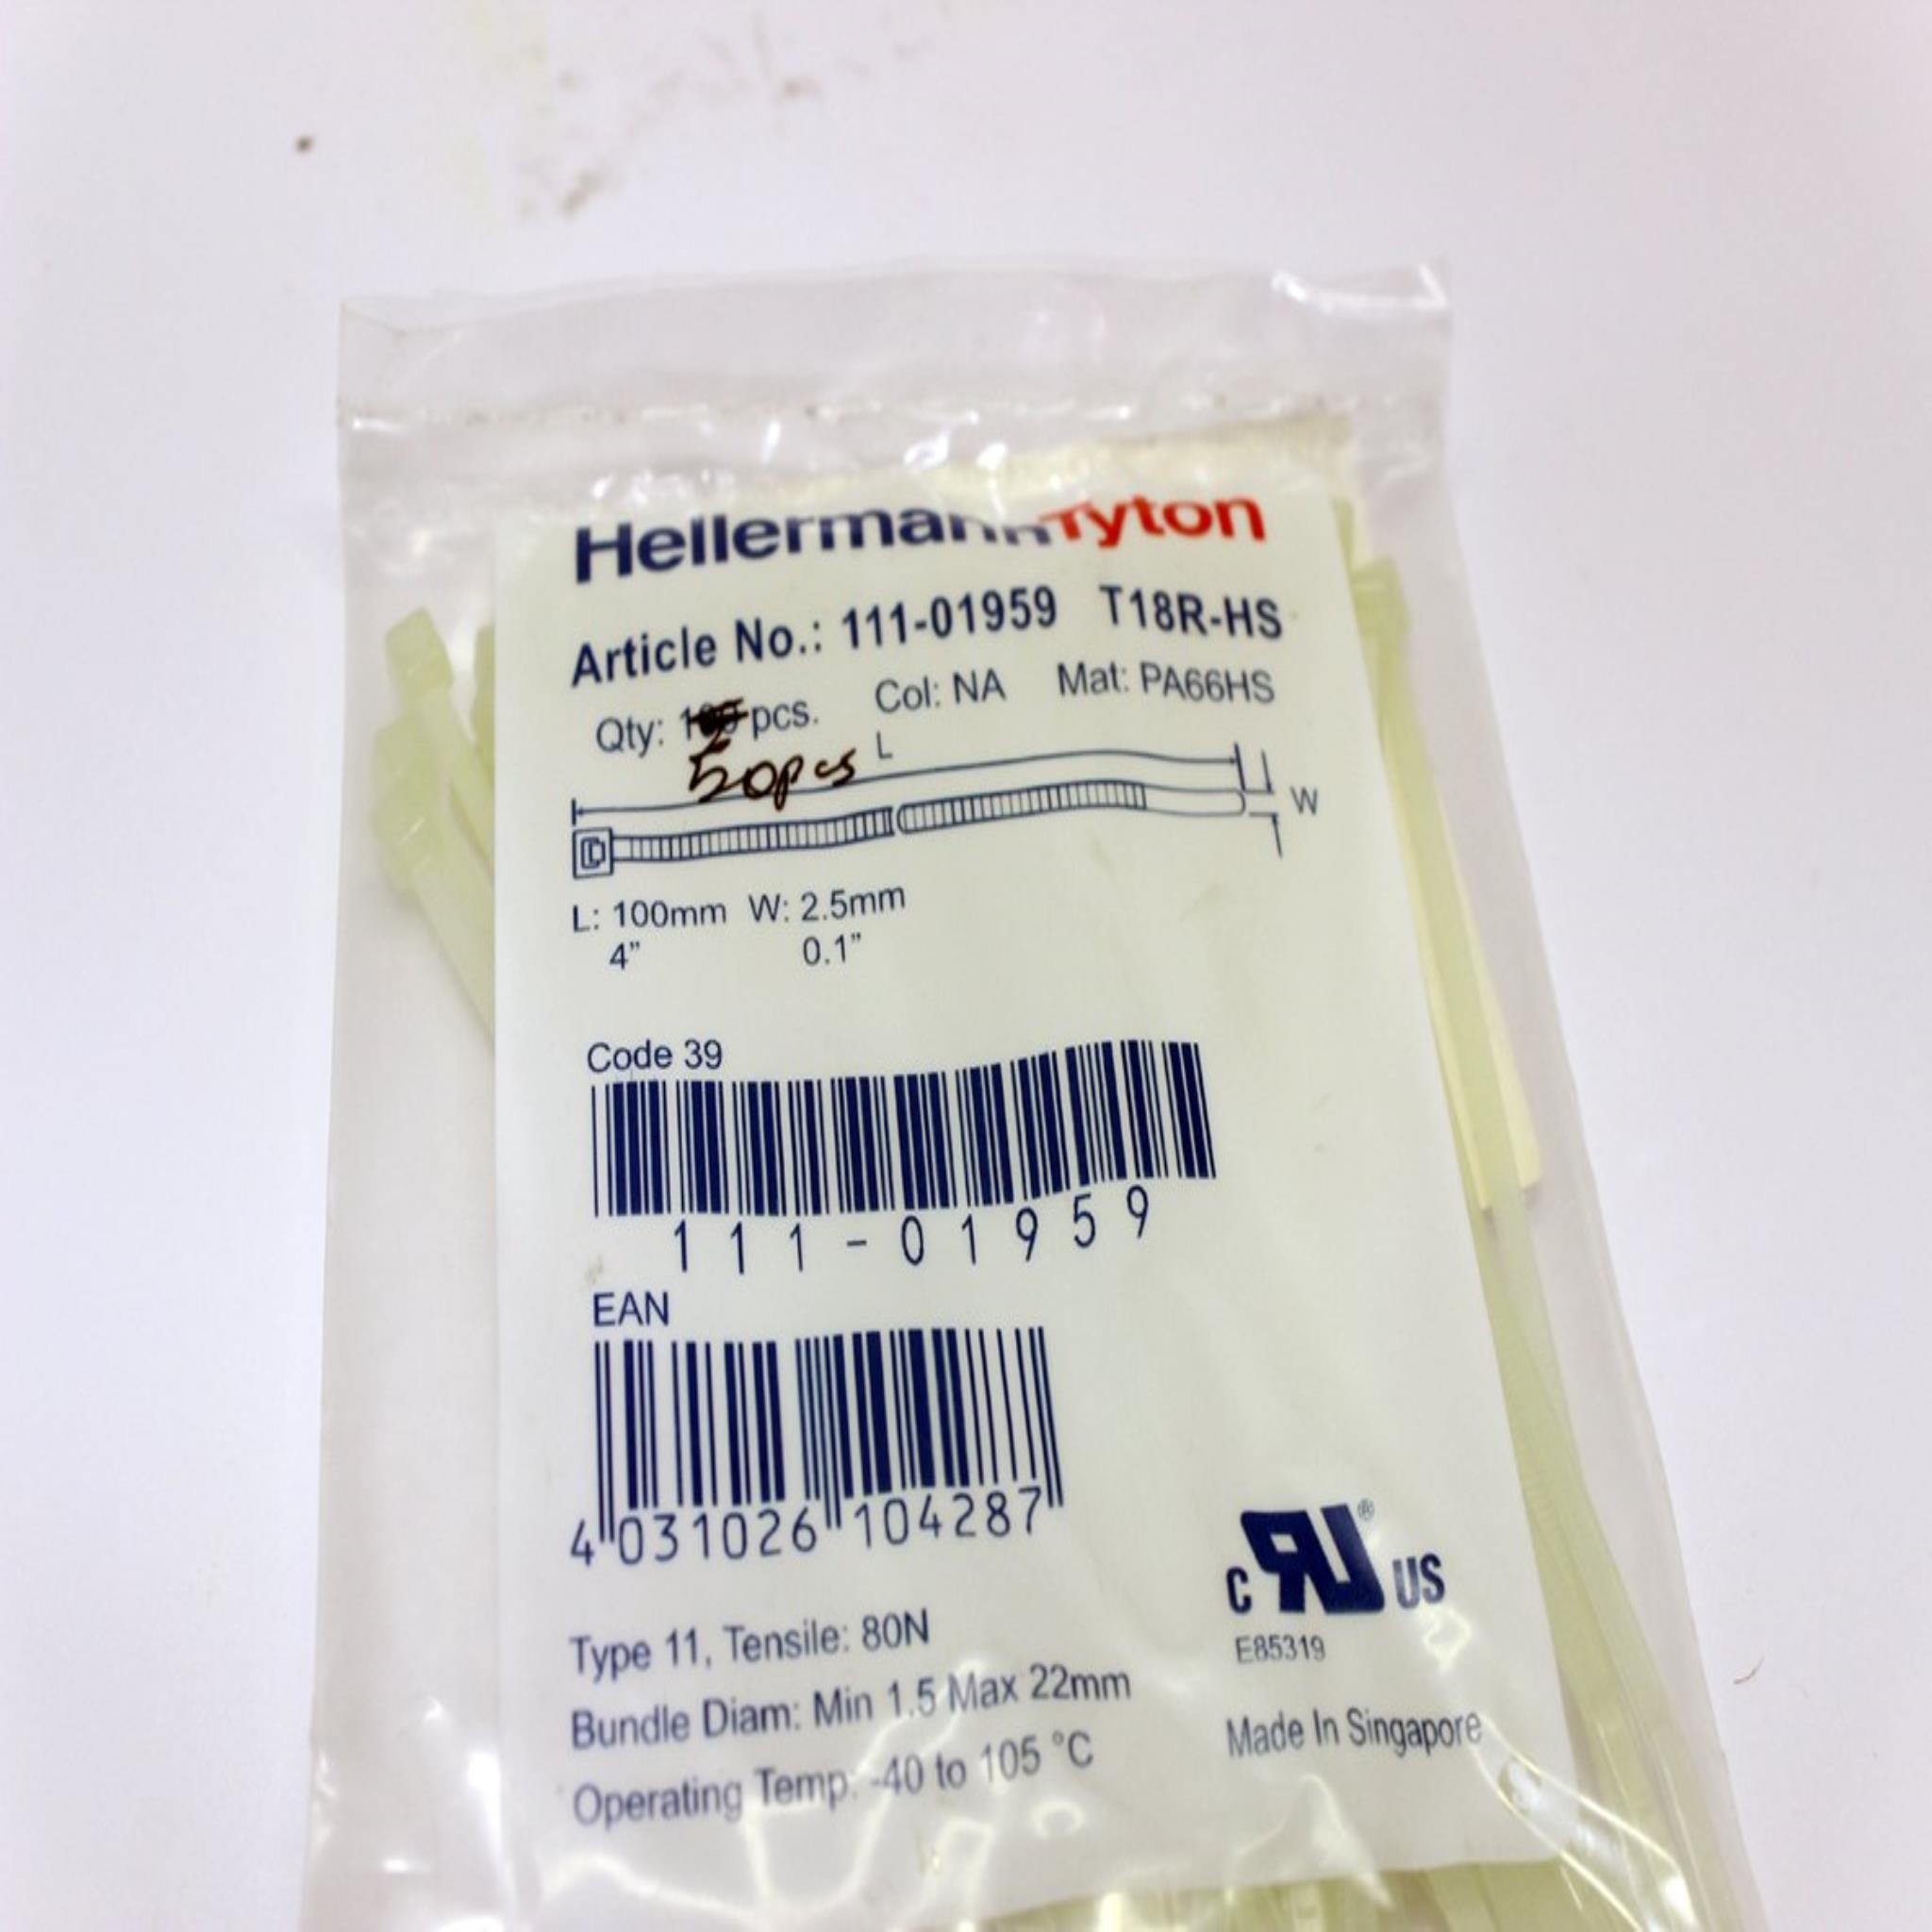 HellermannTyton
Article No.: 111-01959 T18R-HS
Qty: pcs. Col: NA Mat: PA66HS
50pcs
L
W
L: 100mm W: 2.5mm
4” 0.1”
Code 39
111-01959
EAN
4 031026 104287
c RU ® US
E85319
Type 11, Tensile: 80N
Bundle Diam: Min 1.5 Max 22mm
Operating Temp: -40 to 105 °C
Made In Singapore